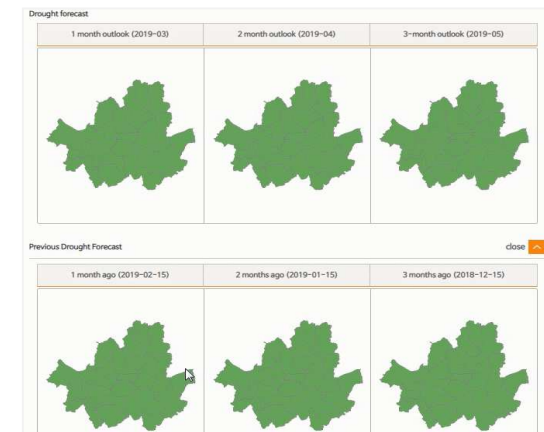 Drought forecast
1 month outlook (2019-03)
2 month outlook (2019-04)
3-month outlook (2019-05)
Previous Drought Forecast
close
1 month ago (2019-02-15)
2 months ago (2019-01-15)
3 months ago (2018-12-15)